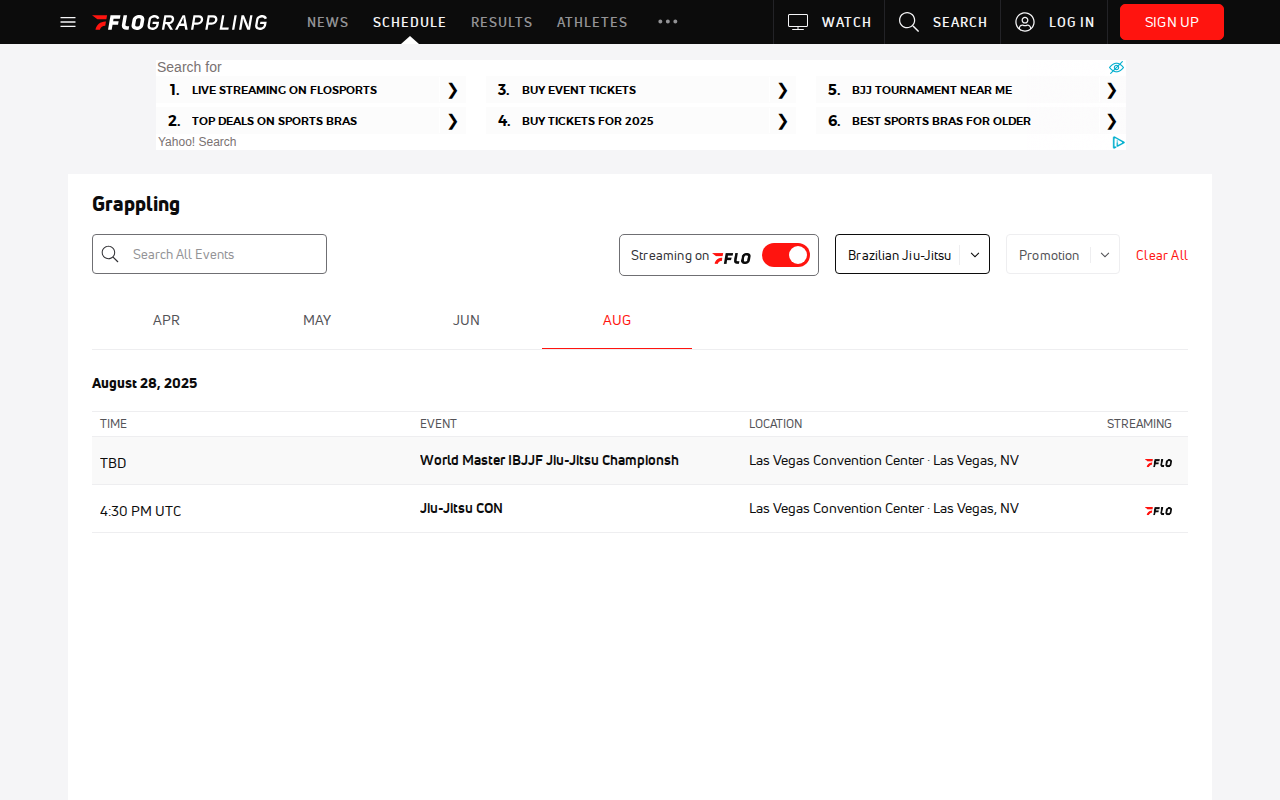 FLOGRAPPLING NEWS SCHEDULE RESULTS ATHLETES ••• WATCH SEARCH LOG IN SIGN UP
Search for
1. LIVE STREAMING ON FLOSPORTS ❯ 3. BUY EVENT TICKETS ❯ 5. BJJ TOURNAMENT NEAR ME ❯
2. TOP DEALS ON SPORTS BRAS ❯ 4. BUY TICKETS FOR 2025 ❯ 6. BEST SPORTS BRAS FOR OLDER ❯
Yahoo! Search
Grappling
Search All Events Streaming on FLO Brazilian Jiu-Jitsu Promotion Clear All
APR MAY JUN AUG
August 28, 2025
TIME EVENT LOCATION STREAMING
TBD World Master IBJJF Jiu-Jitsu Championsh Las Vegas Convention Center · Las Vegas, NV FLO
4:30 PM UTC Jiu-Jitsu CON Las Vegas Convention Center · Las Vegas, NV FLO